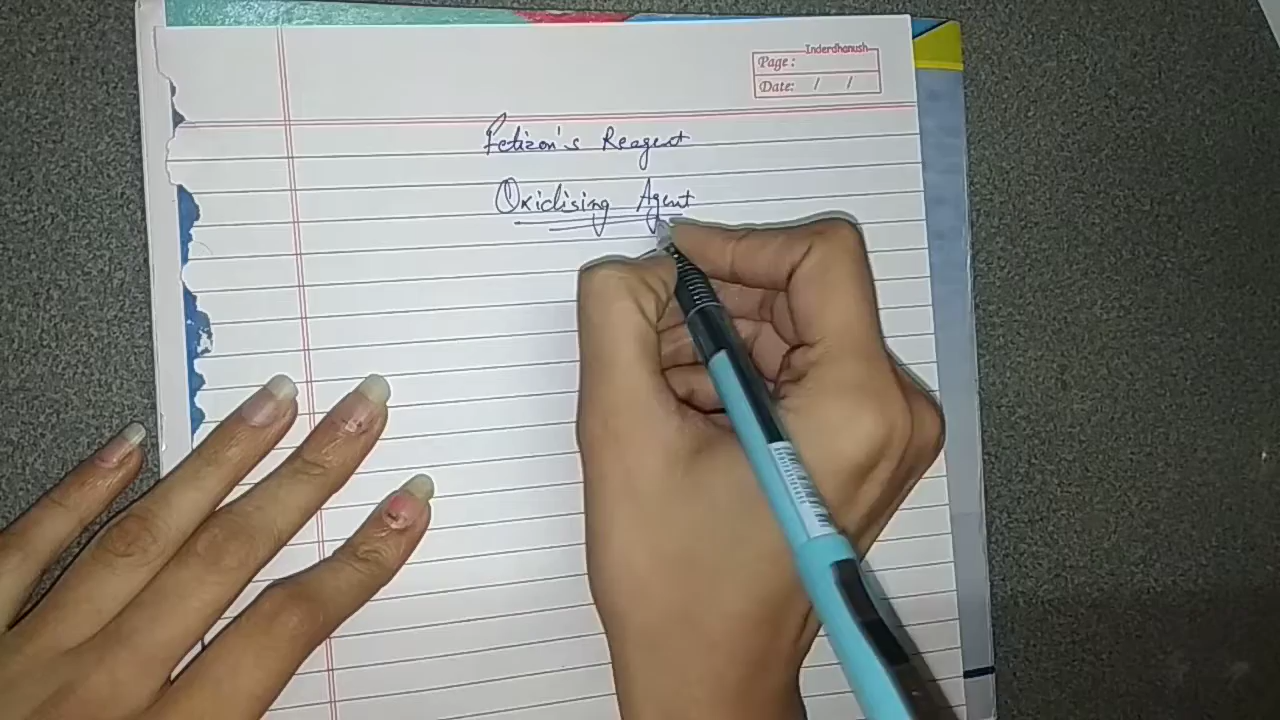 Inderdhanush
Page :
Date: / /
Fetizon's Reagent
Oxidising Agent